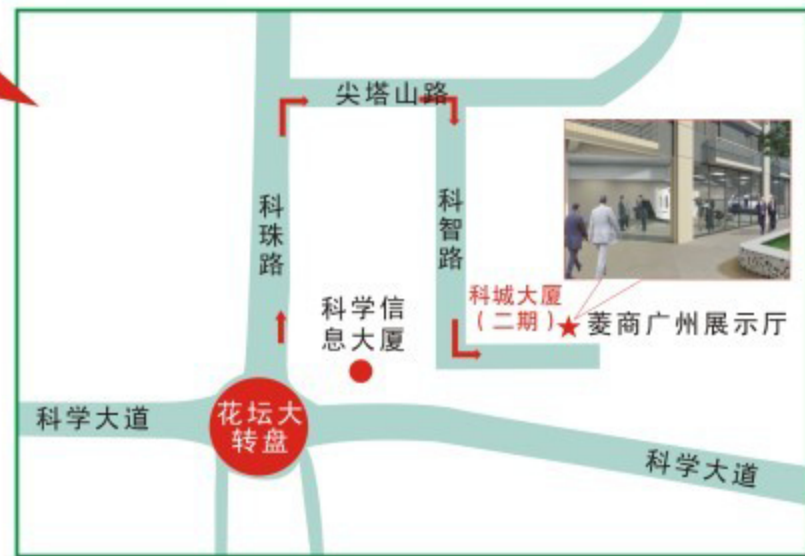 尖塔山路
科珠路
科智路
科学信
息大厦
科城大厦
（二期）
菱商广州展示厅
科学大道
花坛大
转盘
科学大道